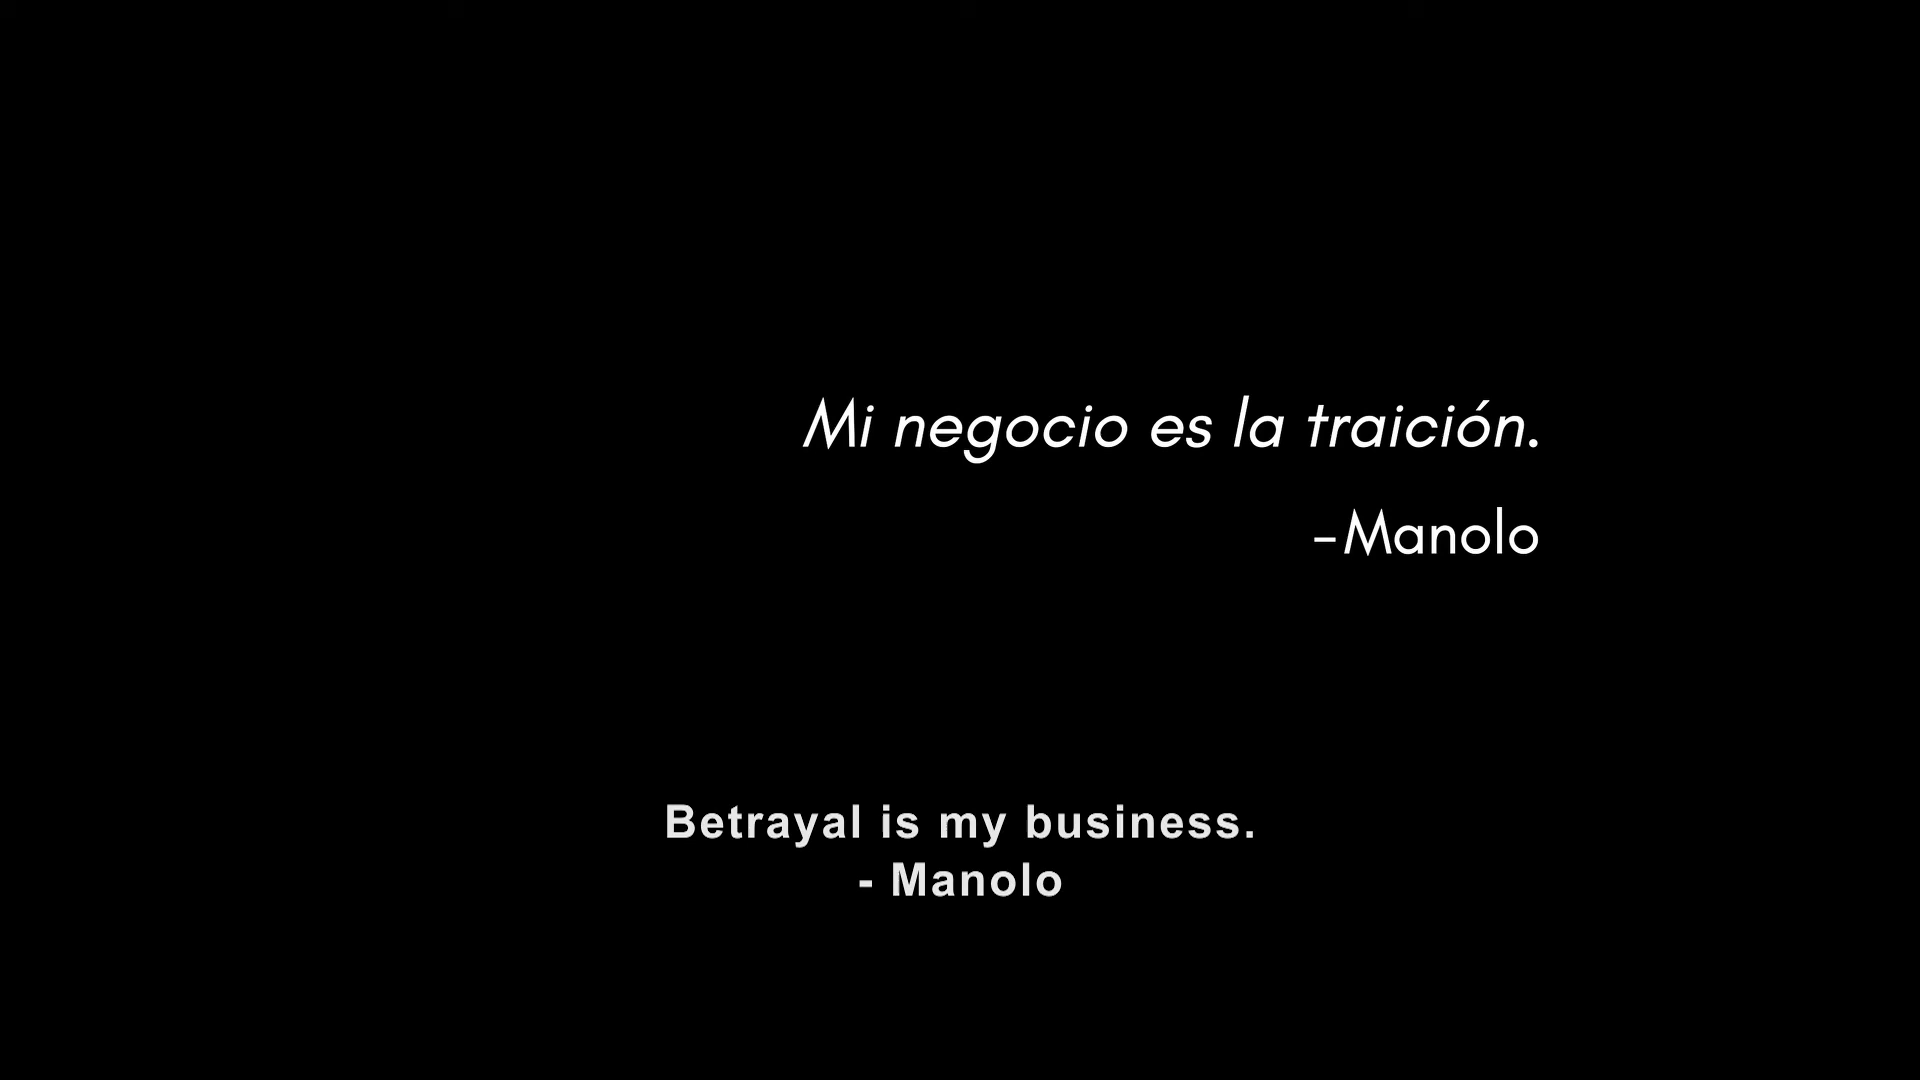 Mi negocio es la traición.
-Manolo
Betrayal is my business.
- Manolo